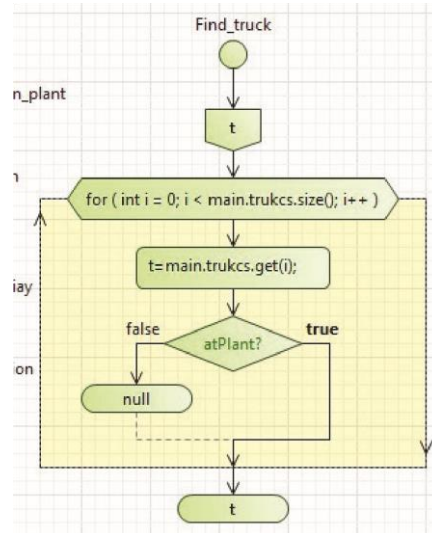 Find_truck
n_plant
t
n
for ( int i = 0; i < main.trukcs.size(); i++ )
t=main.trukcs.get(i);
iay
false
true
atPlant?
ion
null
t